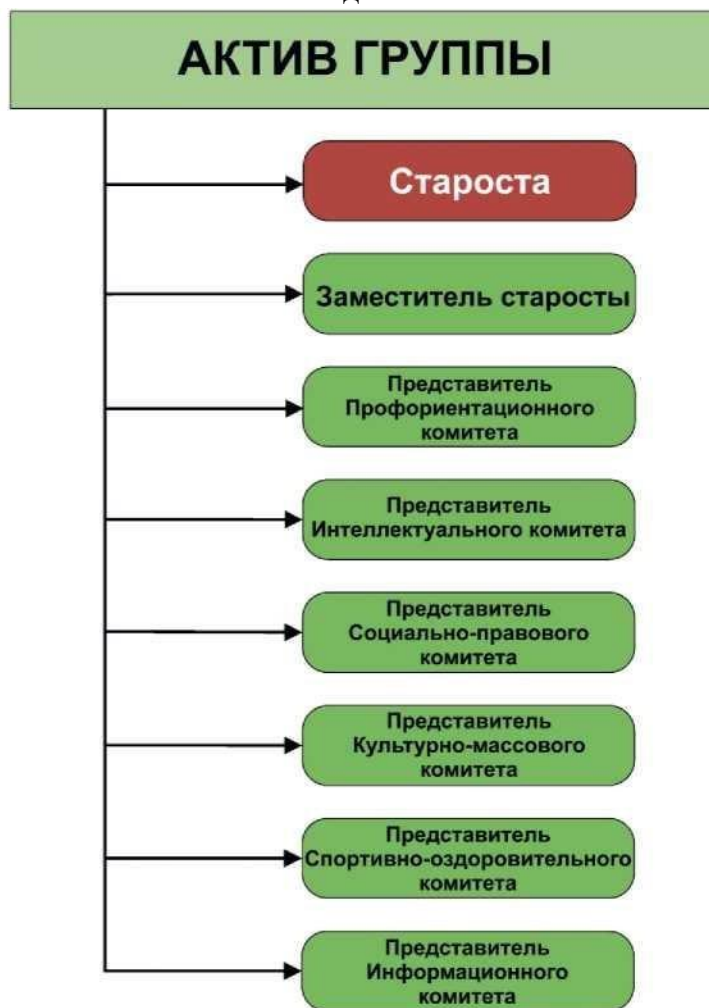 АКТИВ ГРУППЫ
Староста
Заместитель старосты
Представитель
Профориентационного
комитета
Представитель
Интеллектуального комитета
Представитель
Социально-правового
комитета
Представитель
Культурно-массового
комитета
Представитель
Спортивно-оздоровительного
комитета
Представитель
Информационного
комитета